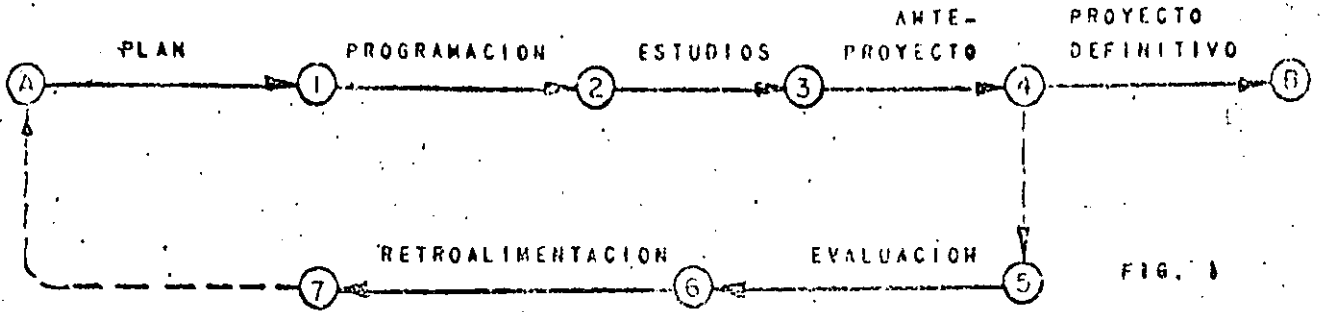 ANTE- PROYECTO
PLAN PROGRAMACION ESTUDIOS PROYECTO DEFINITIVO
A 1 2 3 4 B
RETROALIMENTACION EVALUACION
7 6 5 FIG. 1